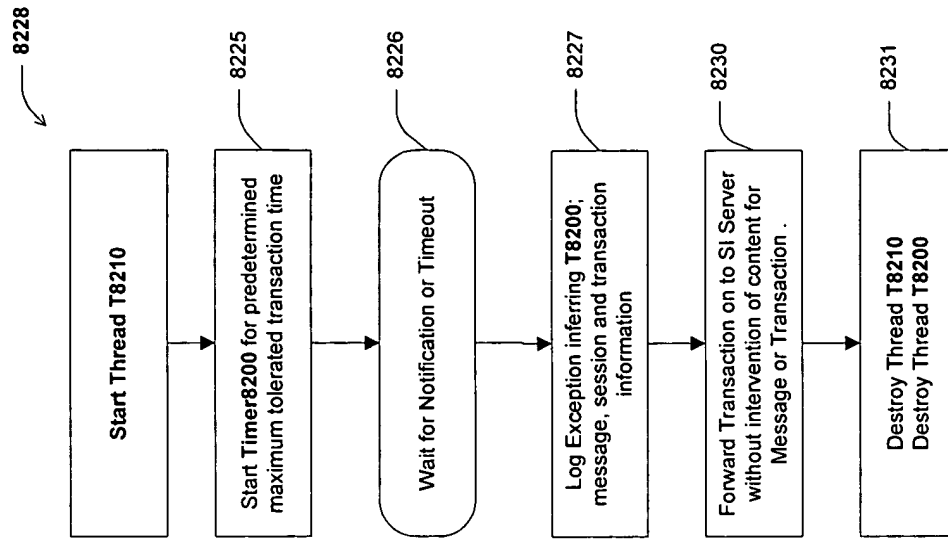 8228
Start Thread T8210
8225
Start Timer8200 for predetermined
maximum tolerated transaction time
8226
Wait for Notification or Timeout
8227
Log Exception inferring T8200;
message, session and transaction
information
8230
Forward Transaction on to SI Server
without intervention of content for
Message or Transaction .
8231
Destroy Thread T8210
Destroy Thread T8200